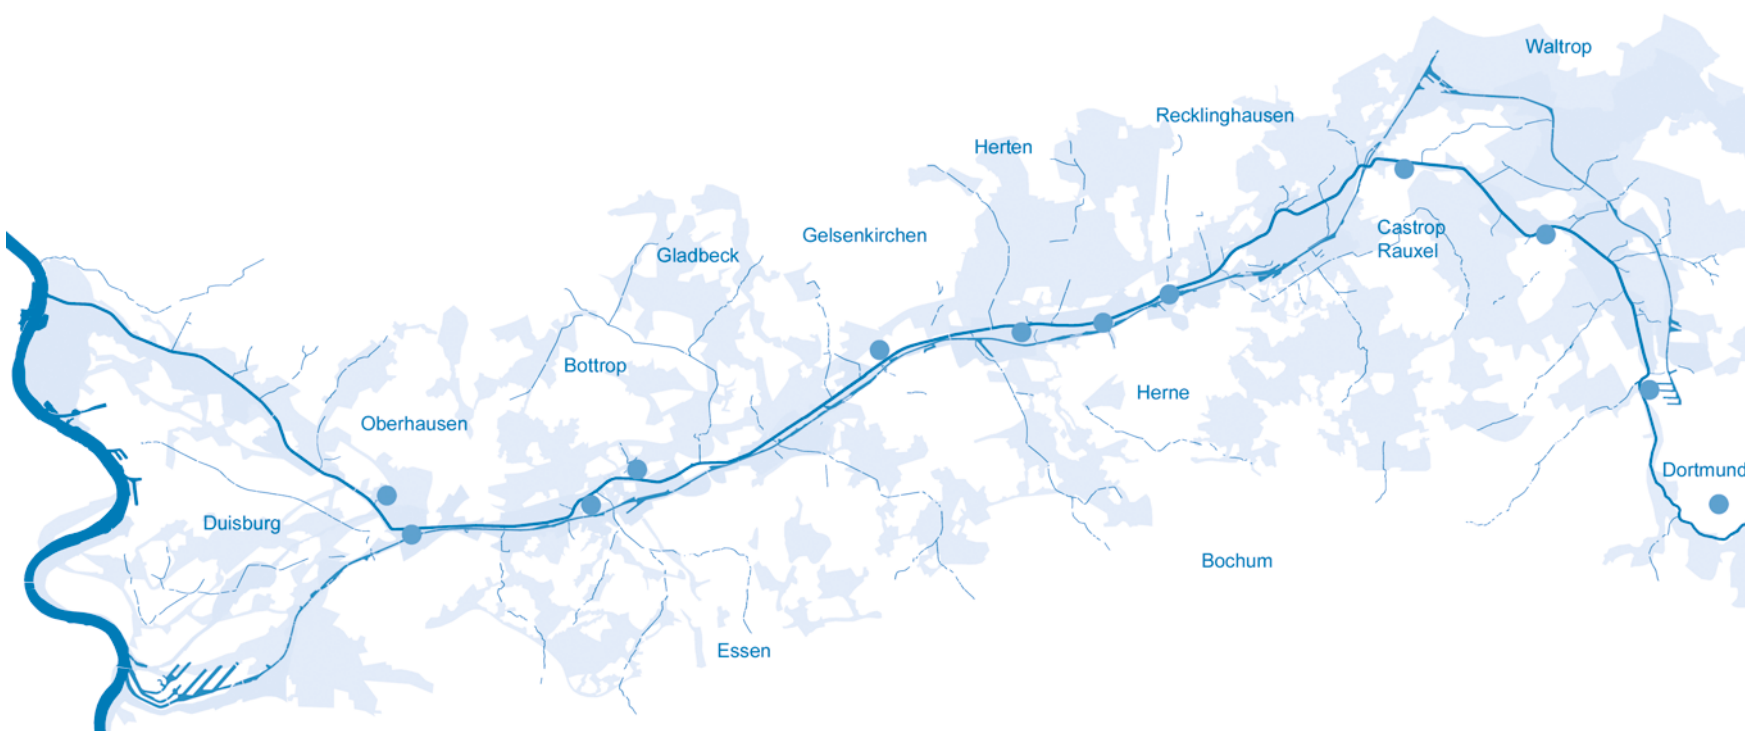 Waltrop
Recklinghausen
Herten
Castrop
Rauxel
Gelsenkirchen
Gladbeck
Bottrop
Herne
Oberhausen
Dortmund
Duisburg
Bochum
Essen